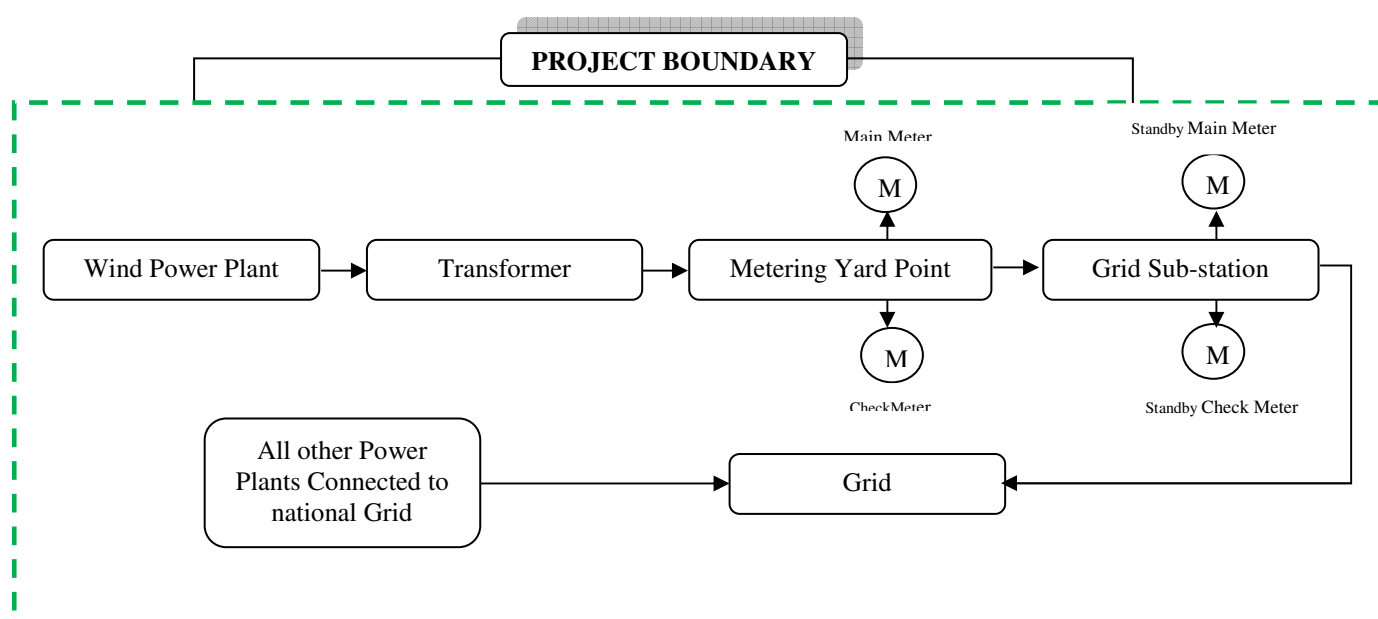 PROJECT BOUNDARY
Main Meter
Standby Main Meter
M
M
Wind Power Plant
Transformer
Metering Yard Point
Grid Sub-station
M
M
CheckMeter
Standby Check Meter
All other Power
Plants Connected to
national Grid
Grid